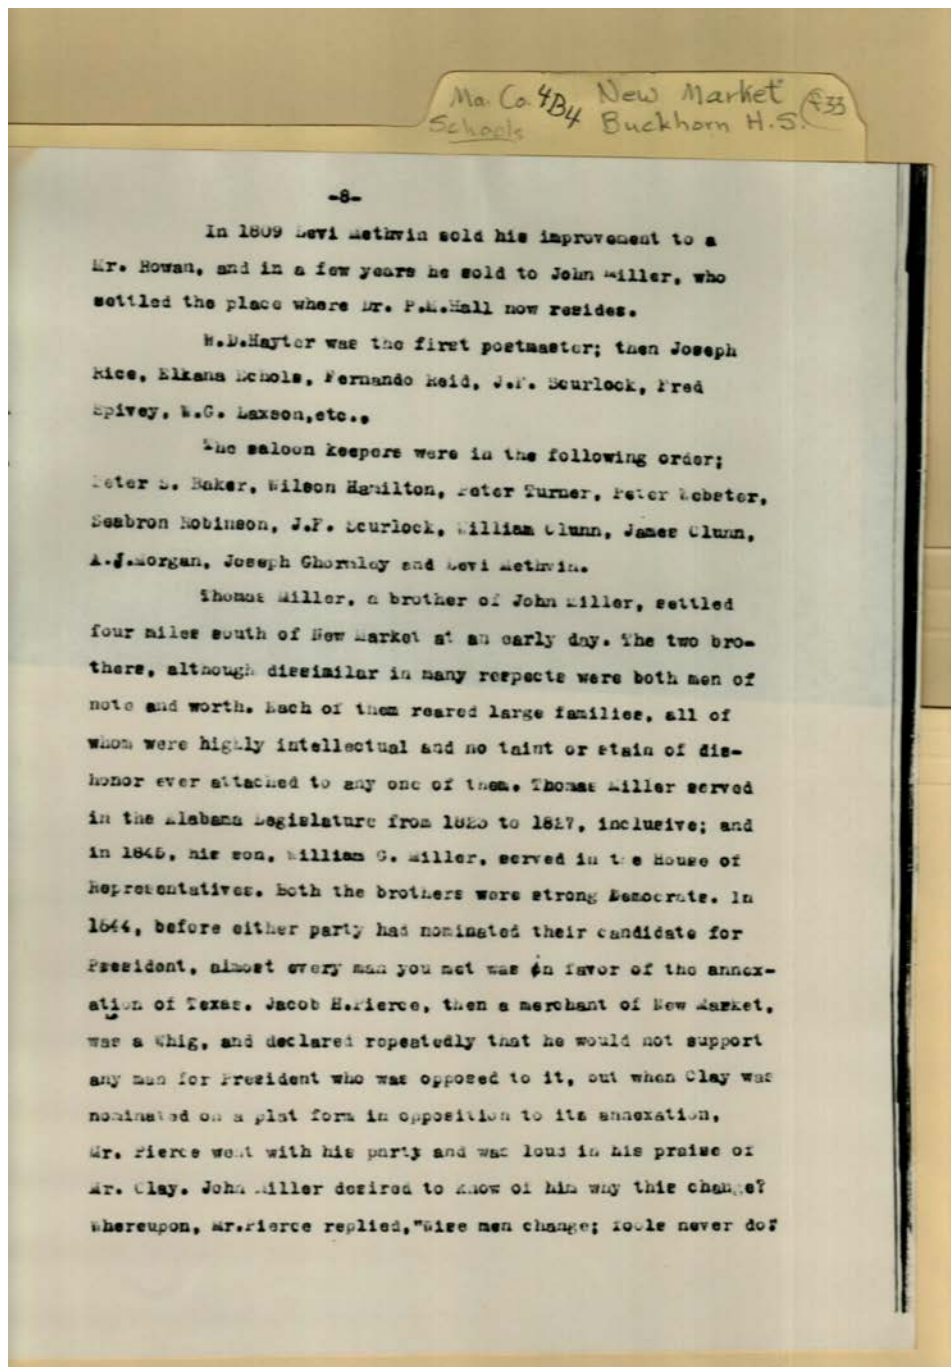 Ma. Co. 4B4 New Market 433
Schools Buckhorn H.S.
-8-
In 1809 Levi Methvin sold his improvement to a
Mr. Rowan, and in a few years he sold to John Miller, who
settled the place where Dr. F.E.Hall now resides.
W.D.Hayter was the first postmaster; then Joseph
Rice, Elkana Echols, Fernando Reid, J.F. Scurlock, Fred
Spivey, W.G. Laxson,etc.,
The saloon keepers were in the following order;
Peter Baker, Wilson Hamilton, Peter Turner, Peter Webster,
Seabron Robinson, J.F. Scurlock, William Clunn, James Clunn,
A.J.Morgan, Joseph Ghormley and Levi Methvin.
Thomas Miller, a brother of John Miller, settled
four miles south of New Market at an early day. The two bro-
thers, although dissimilar in many respects were both men of
note and worth. Each of them reared large families, all of
whom were highly intellectual and no taint or stain of dis-
honor ever attached to any one of them. Thomas Miller served
in the Alabama Legislature from to 1827, inclusive; and
in 1845, his son, William G. Miller, served in the House of
Representatives. Both the brothers were strong Democrats. In
1844, before either party had nominated their candidate for
President, almost every man you met was in favor of the annex-
ation of Texas. Jacob H.Pierce, then a merchant of New Market,
was a Whig, and declared repeatedly that he would not support
any man for President who was opposed to it, but when Clay was
nominated on a plat form in opposition to its annexation,
Mr. Pierce went with his party and was loud in his praise of
Mr. Clay. John Miller desired to know of him why this change?
Whereupon, Mr.Pierce replied,"Wise men change; fools never do"